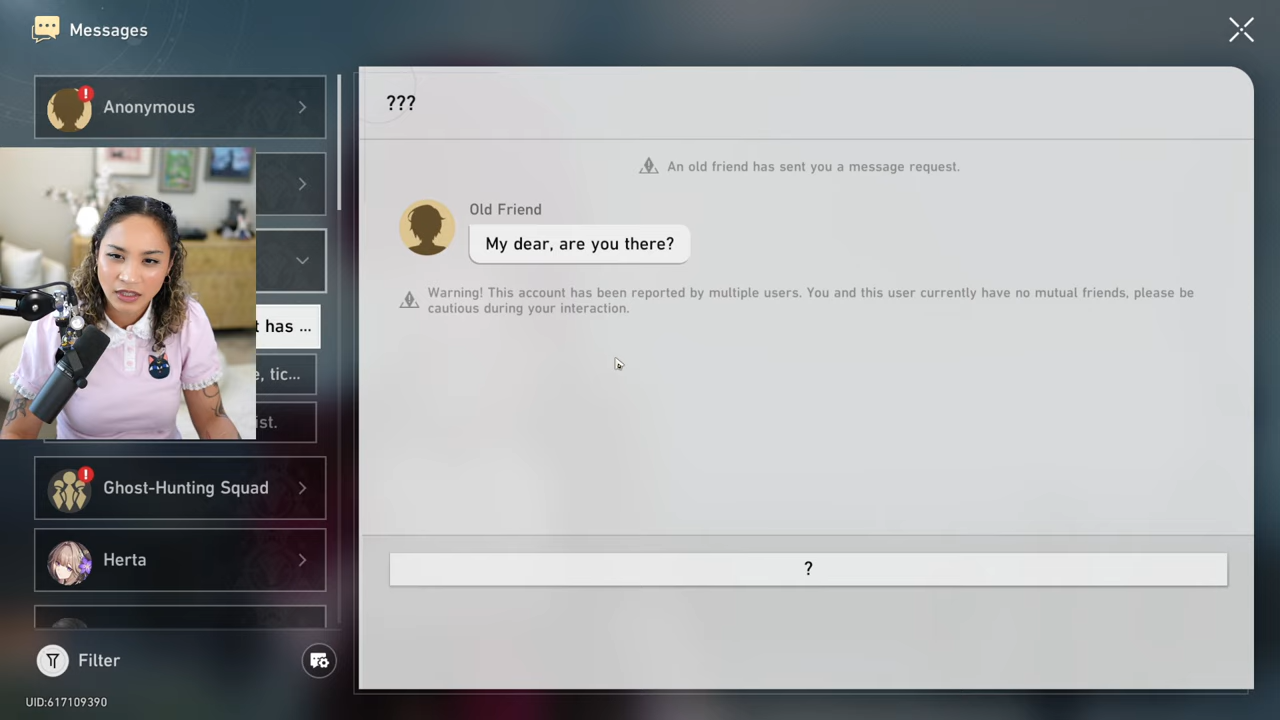 Messages
Anonymous
???
An old friend has sent you a message request.
Old Friend
My dear, are you there?
Warning! This account has been reported by multiple users. You and this user currently have no mutual friends, please be
cautious during your interaction.
has ...
e, tic...
ist.
Ghost-Hunting Squad
Herta
?
Filter
UID:617109390